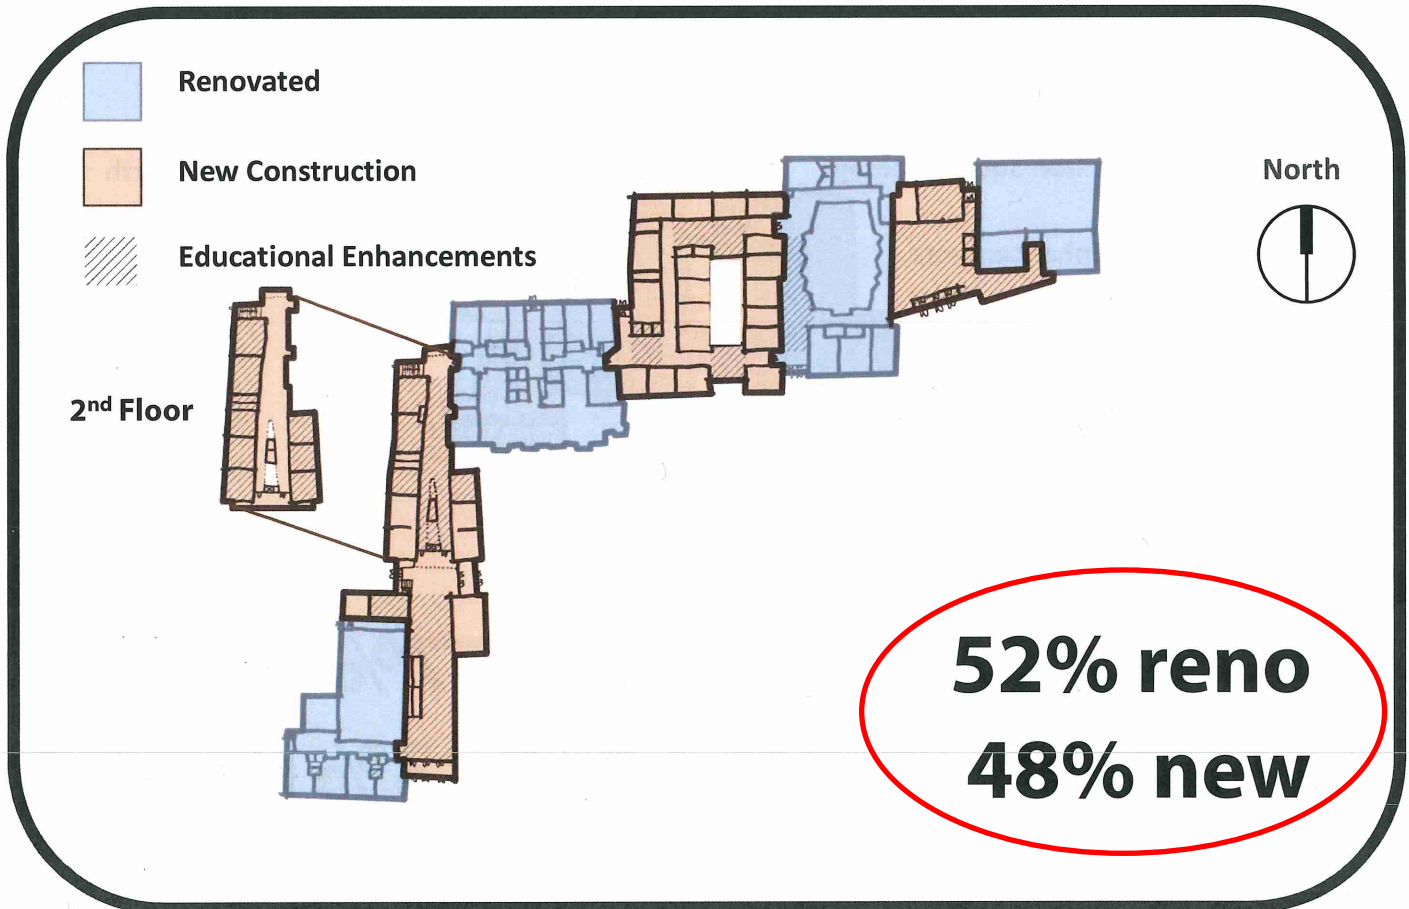 Renovated
New Construction
North
Educational Enhancements
2nd Floor
52% reno
48% new